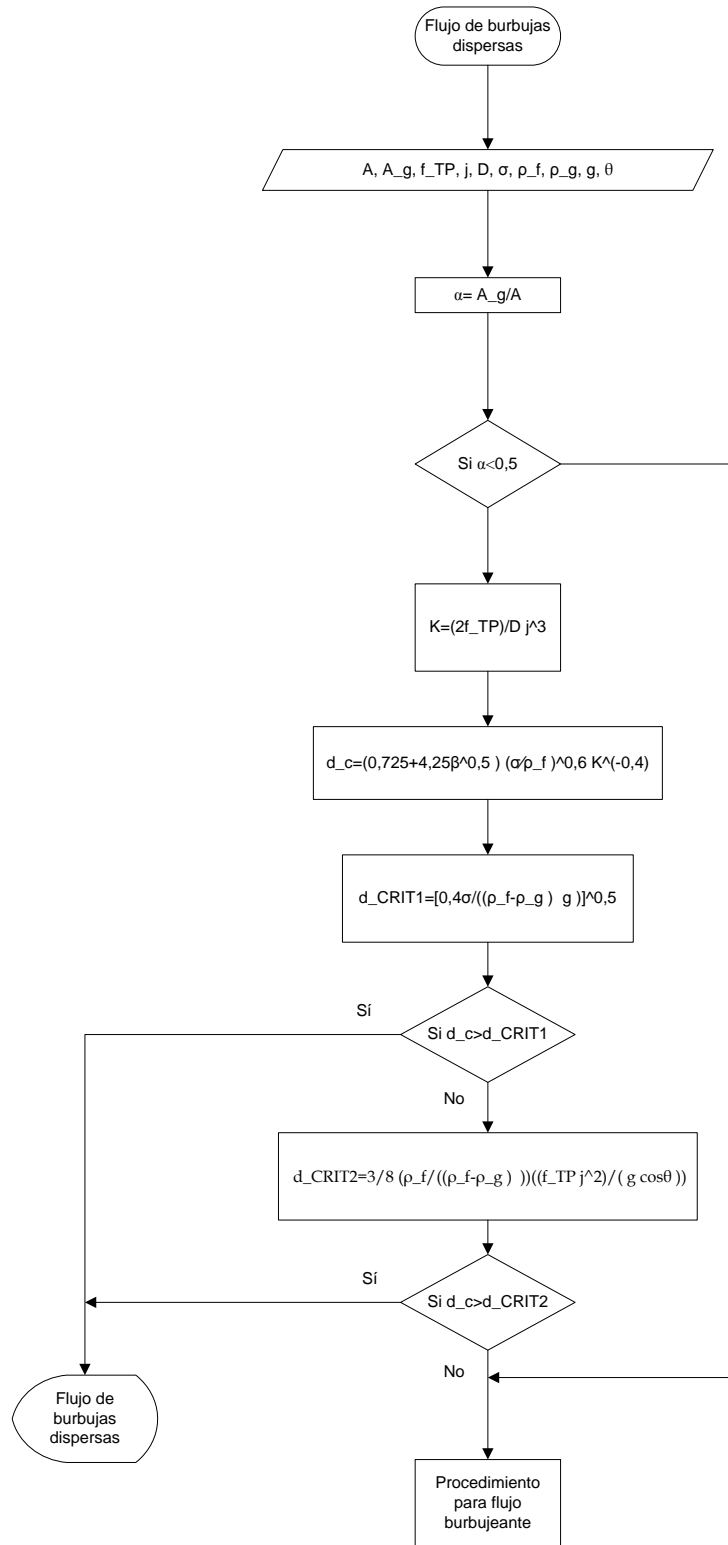 Flujo de burbujas
dispersas
A, A_g, f_TP, j, D, σ, ρ_f, ρ_g, g, θ
α= A_g/A
Si α<0,5
K=(2f_TP)/D j^3
d_c=(0,725+4,25β^0,5 ) (σ⁄ρ_f )^0,6 K^(-0,4)
d_CRIT1=[0,4σ/((ρ_f-ρ_g ) g )]^0,5
Sí
Si d_c>d_CRIT1
No
d_CRIT2=3/8 (ρ_f/((ρ_f-ρ_g ) ))((f_TP j^2)/( g cosθ ))
Sí
Si d_c>d_CRIT2
No
Flujo de
burbujas
dispersas
Procedimiento
para flujo
burbujeante